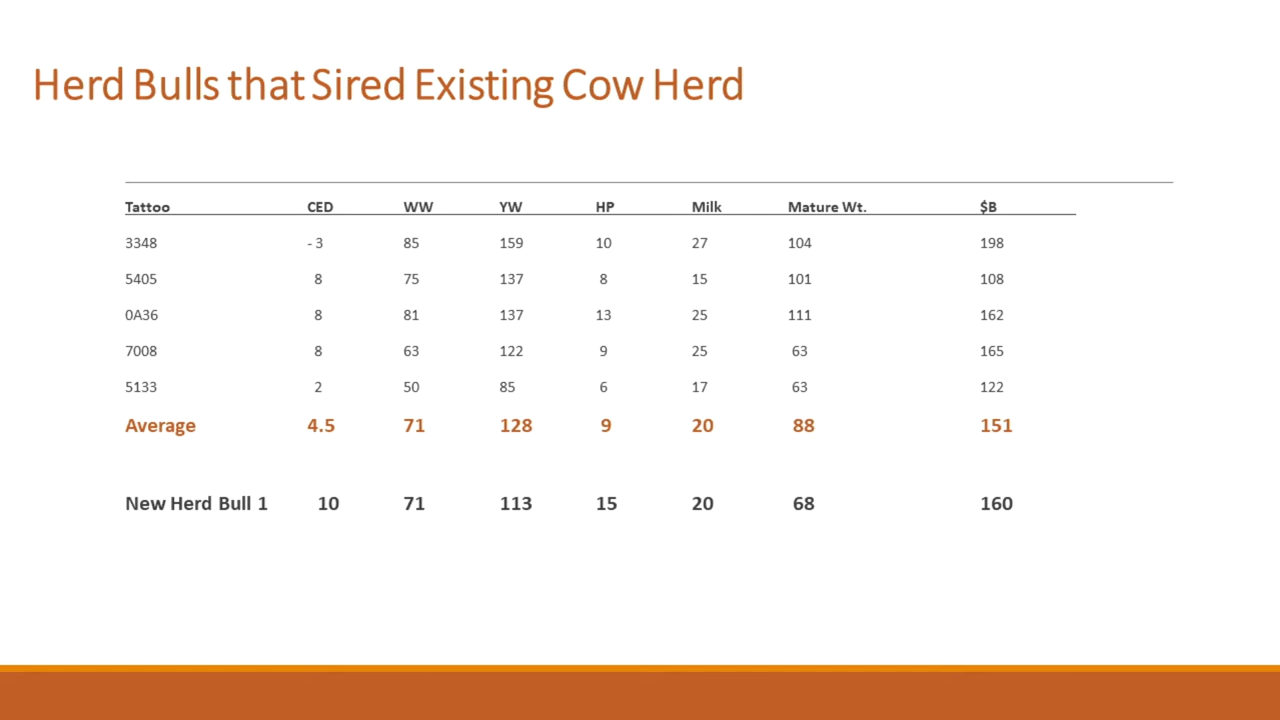 Herd Bulls that Sired Existing Cow Herd
Tattoo CED WW YW HP Milk Mature Wt. $B
3348 - 3 85 159 10 27 104 198
5405 8 75 137 8 15 101 108
0A36 8 81 137 13 25 111 162
7008 8 63 122 9 25 63 165
5133 2 50 85 6 17 63 122
Average 4.5 71 128 9 20 88 151
New Herd Bull 1 10 71 113 15 20 68 160